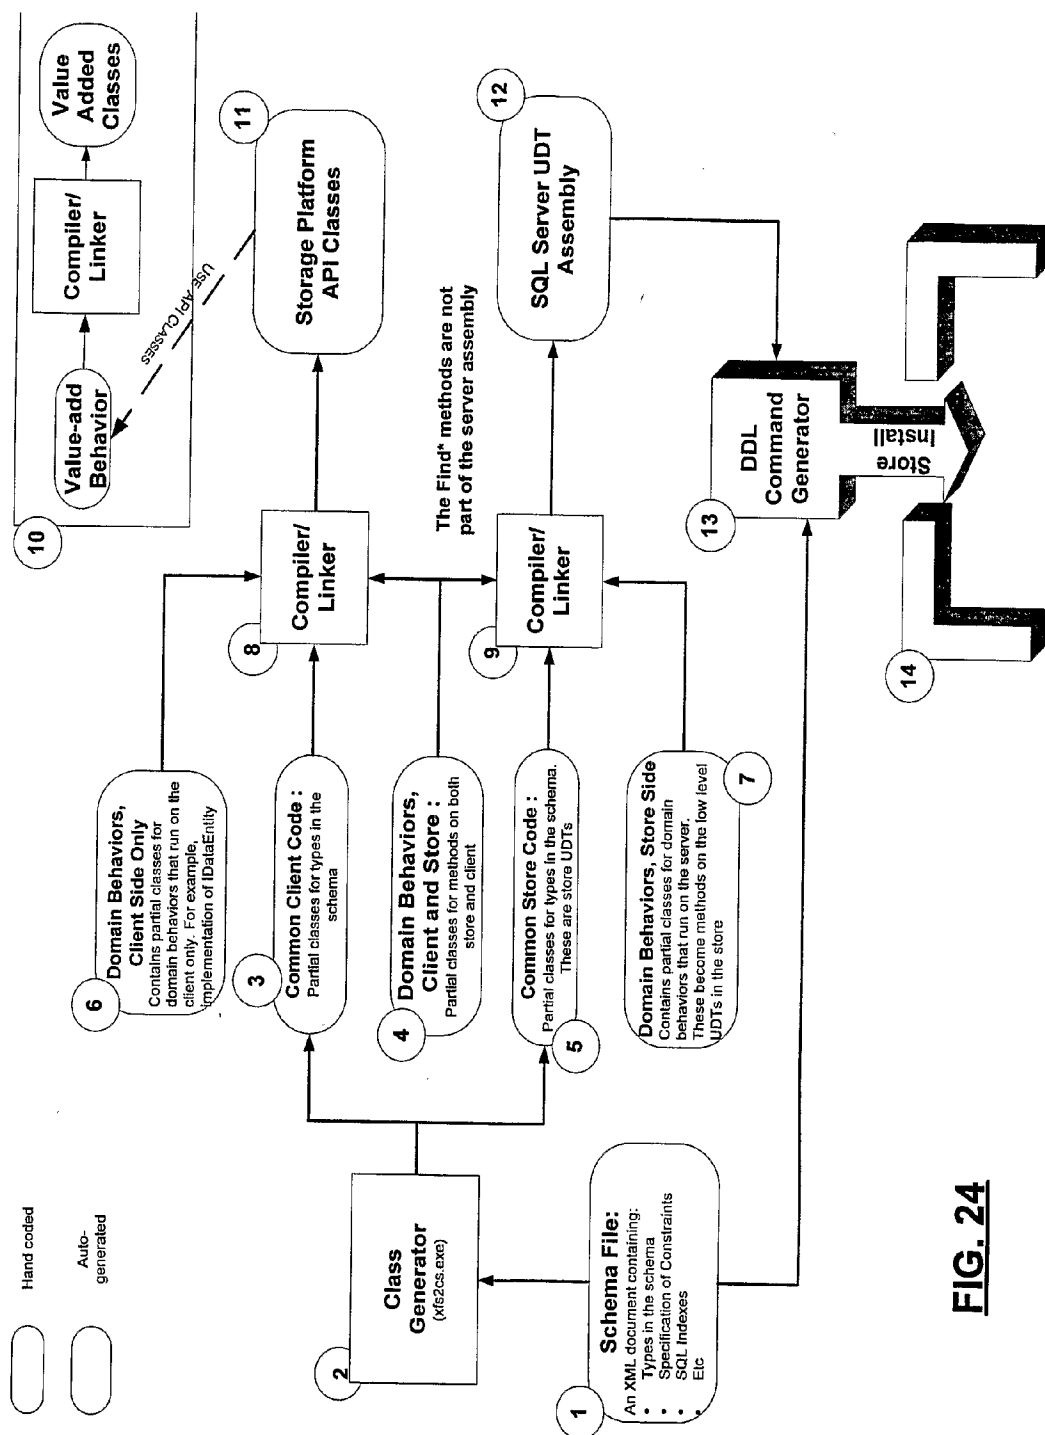 Hand coded
Auto-
generated
10
Value-add
Behavior
Compiler/
Linker
Value
Added
Classes
USE API CLASSES
6
Domain Behaviors,
Client Side Only
Contains partial classes for
domain behaviors that run on the
client only. For example,
implementation of IDataEntity
3
Common Client Code :
Partial classes for types in the
schema
8
Compiler/
Linker
11
Storage Platform
API Classes
2
Class
Generator
(xfs2cs.exe)
4
Domain Behaviors,
Client and Store :
Partial classes for methods on both
store and client
The Find* methods are not
part of the server assembly
5
Common Store Code :
Partial classes for types in the schema.
These are store UDTs
9
Compiler/
Linker
12
SQL Server UDT
Assembly
1
Schema File:
An XML document containing:
• Types in the schema
• Specification of Constraints
• SQL Indexes
• Etc
Domain Behaviors, Store Side
Contains partial classes for domain
behaviors that run on the server.
These become methods on the low level
UDTs in the store
7
13
DDL
Command
Generator
Store
Install
14
FIG. 24